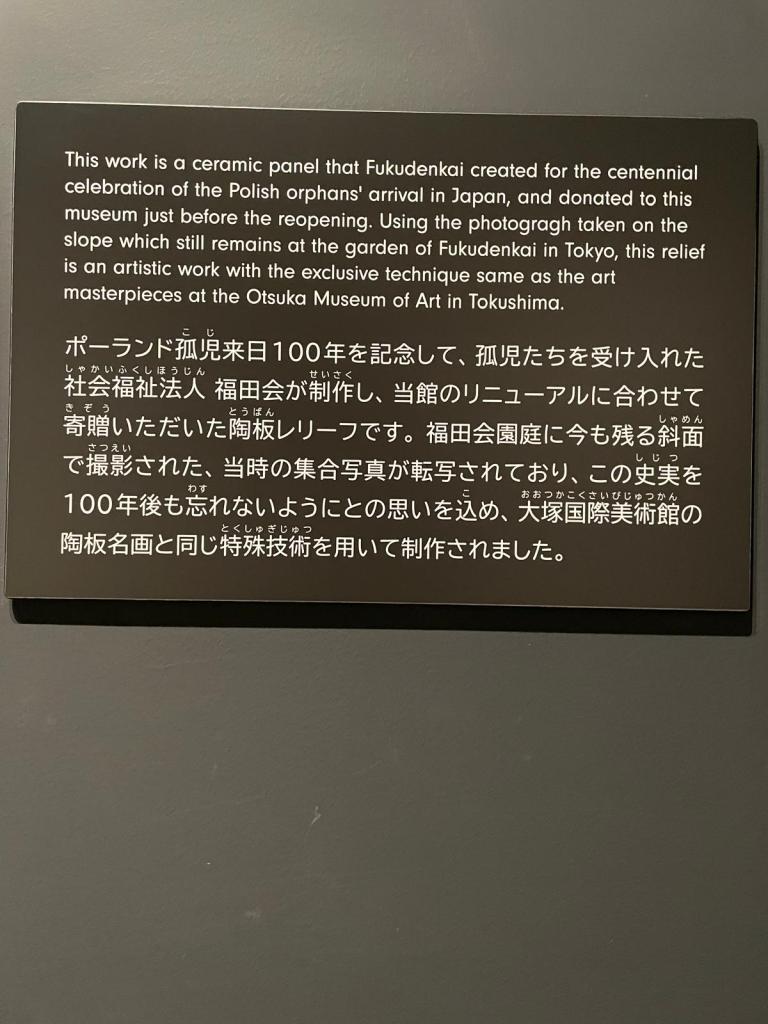 This work is a ceramic panel that Fukudenkai created for the centennial
celebration of the Polish orphans' arrival in Japan, and donated to this
museum just before the reopening. Using the photogragh taken on the
slope which still remains at the garden of Fukudenkai in Tokyo, this relief
is an artistic work with the exclusive technique same as the art
masterpieces at the Otsuka Museum of Art in Tokushima.
こじ
ポーランド孤児来日100年を記念して、孤児たちを受け入れた
しゃかいふくしほうじん せいさく
社会福祉法人 福田会が制作し、当館のリニューアルに合わせて
きぞう とうばん しゃめん
寄贈いただいた陶板レリーフです。福田会園庭に今も残る斜面
さつえい しじつ
で撮影された、当時の集合写真が転写されており、この史実を
わす こ おおつかこくさいびじゅつかん
100年後も忘れないようにとの思いを込め、大塚国際美術館の
とくしゅぎじゅつ
陶板名画と同じ特殊技術を用いて制作されました。